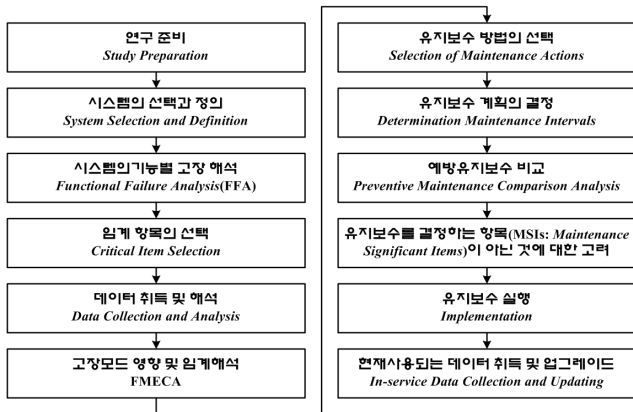 연구 준비
Study Preparation
시스템의 선택과 정의
System Selection and Definition
시스템의기능별 고장 해석
Functional Failure Analysis(FFA)
임계 항목의 선택
Critical Item Selection
데이터 취득 및 해석
Data Collection and Analysis
고장모드 영향 및 임계해석
FMECA
유지보수 방법의 선택
Selection of Maintenance Actions
유지보수 계획의 결정
Determination Maintenance Intervals
예방유지보수 비교
Preventive Maintenance Comparison Analysis
유지보수를 결정하는 항목(MSIs: Maintenance
Significant Items)이 아닌 것에 대한 고려
유지보수 실행
Implementation
현재사용되는 데이터 취득 및 업그레이드
In-service Data Collection and Updating